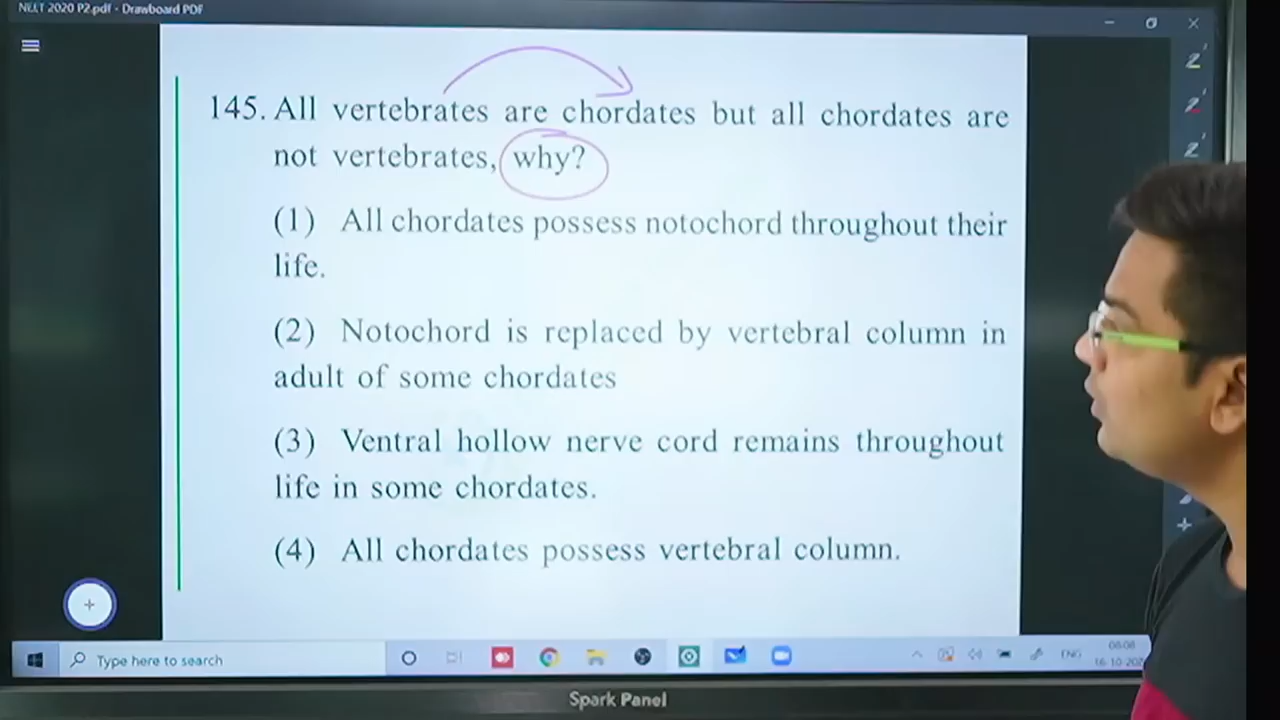 NEET 2020 P2.pdf - Drawboard PDF
145. All vertebrates are chordates but all chordates are
not vertebrates, why?
(1) All chordates possess notochord throughout their
life.
(2) Notochord is replaced by vertebral column in
adult of some chordates
(3) Ventral hollow nerve cord remains throughout
life in some chordates.
(4) All chordates possess vertebral column.
Type here to search
ENG
Spark Panel